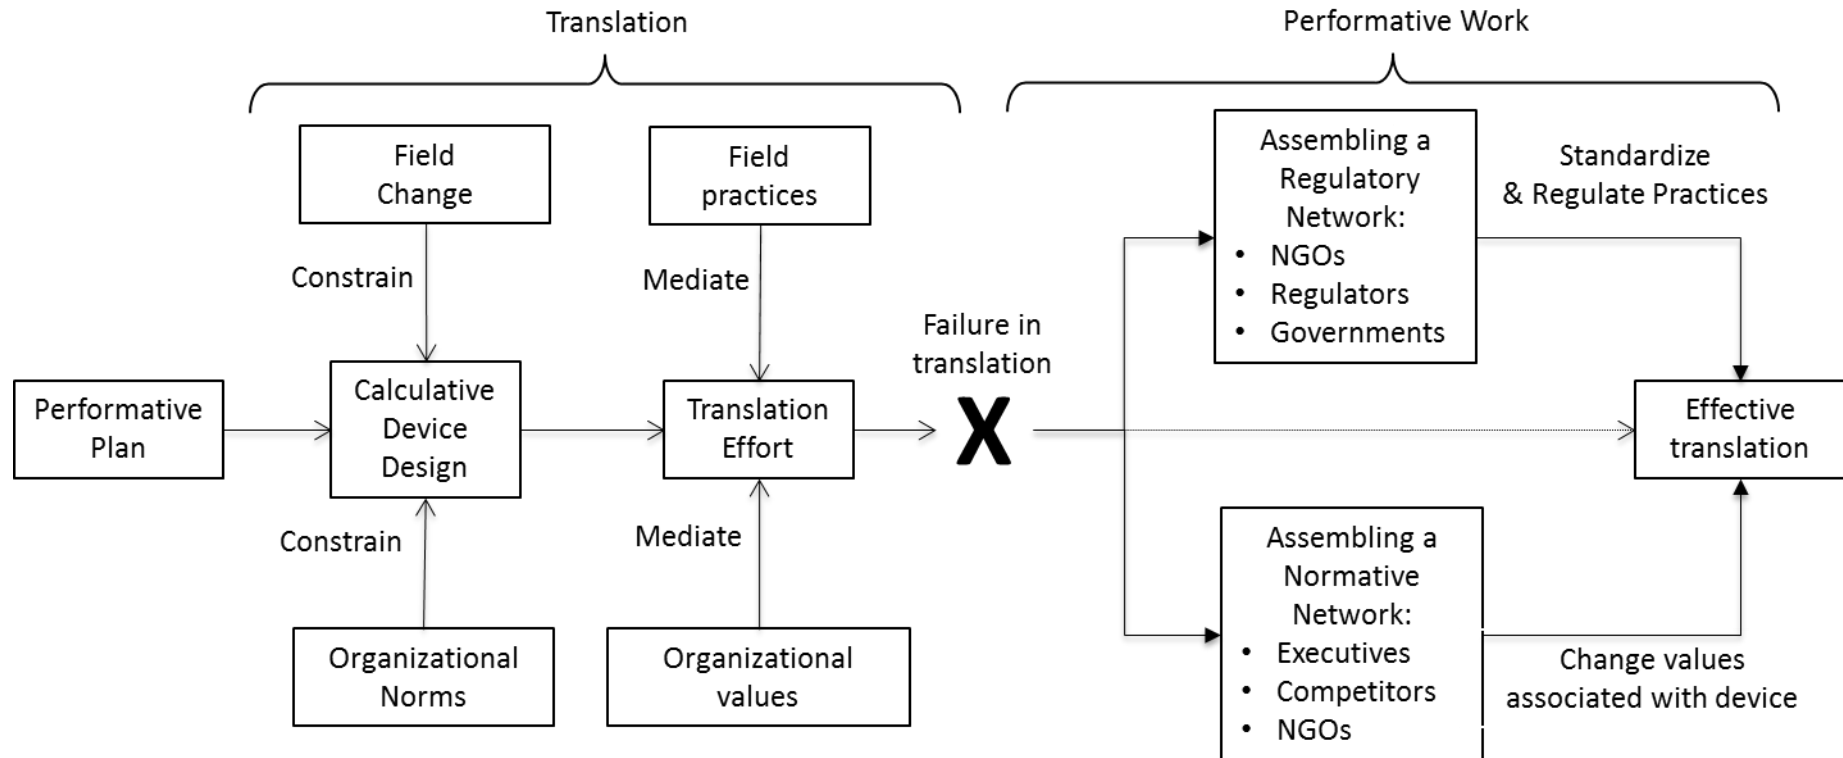 Translation
Performative Work
Field
Change
Field
practices
Assembling a
Regulatory
Network:
• NGOs
• Regulators
• Governments
Standardize
& Regulate Practices
Constrain
Mediate
Failure in
translation
X
Performative
Plan
Calculative
Device
Design
Translation
Effort
Effective
translation
Constrain
Mediate
Organizational
Norms
Organizational
values
Assembling a
Normative
Network:
• Executives
• Competitors
• NGOs
Change values
associated with device